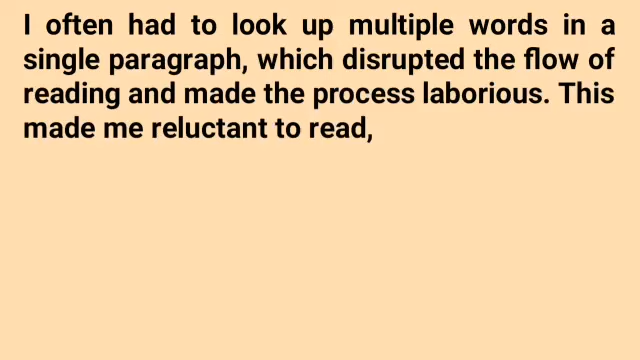 I often had to look up multiple words in a
single paragraph, which disrupted the flow of
reading and made the process laborious. This
made me reluctant to read,